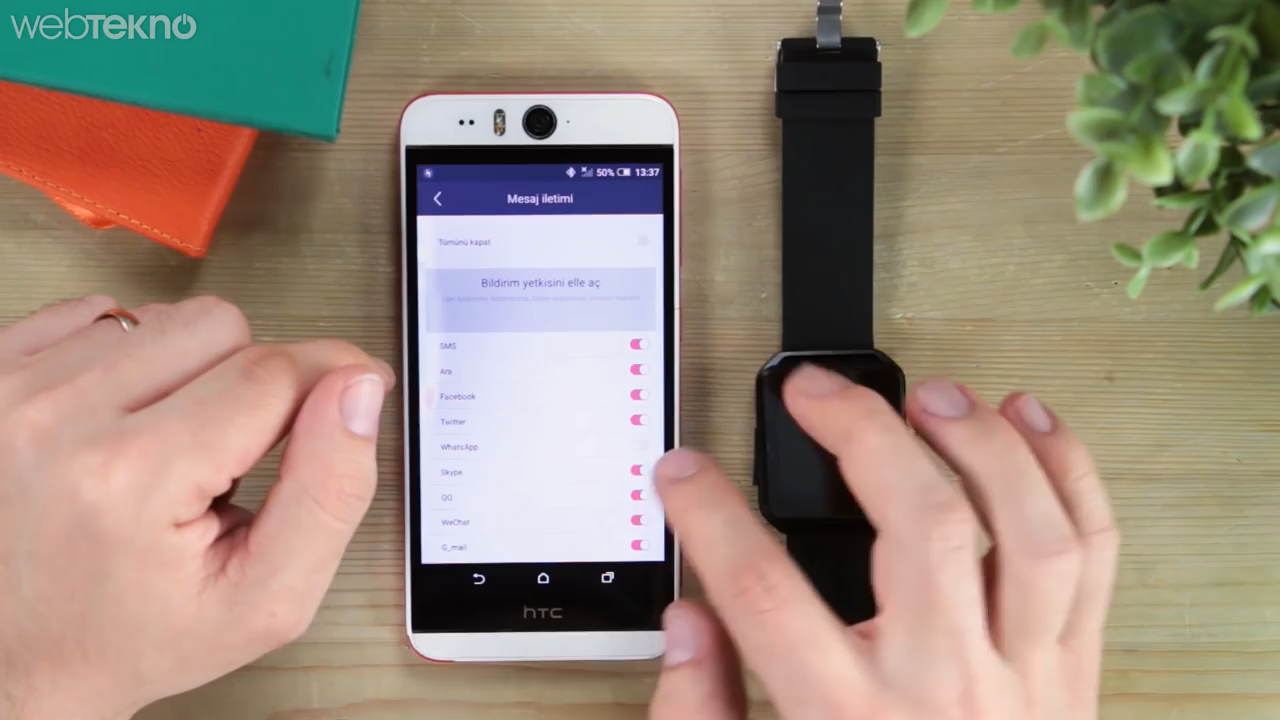 webtekno
50% 13:37
Mesaj iletimi
Tümünü kapat
Bildirim yetkisini elle aç
SMS
Ara
Facebook
Twitter
WhatsApp
Skype
QQ
WeChat
G_mail
hTC